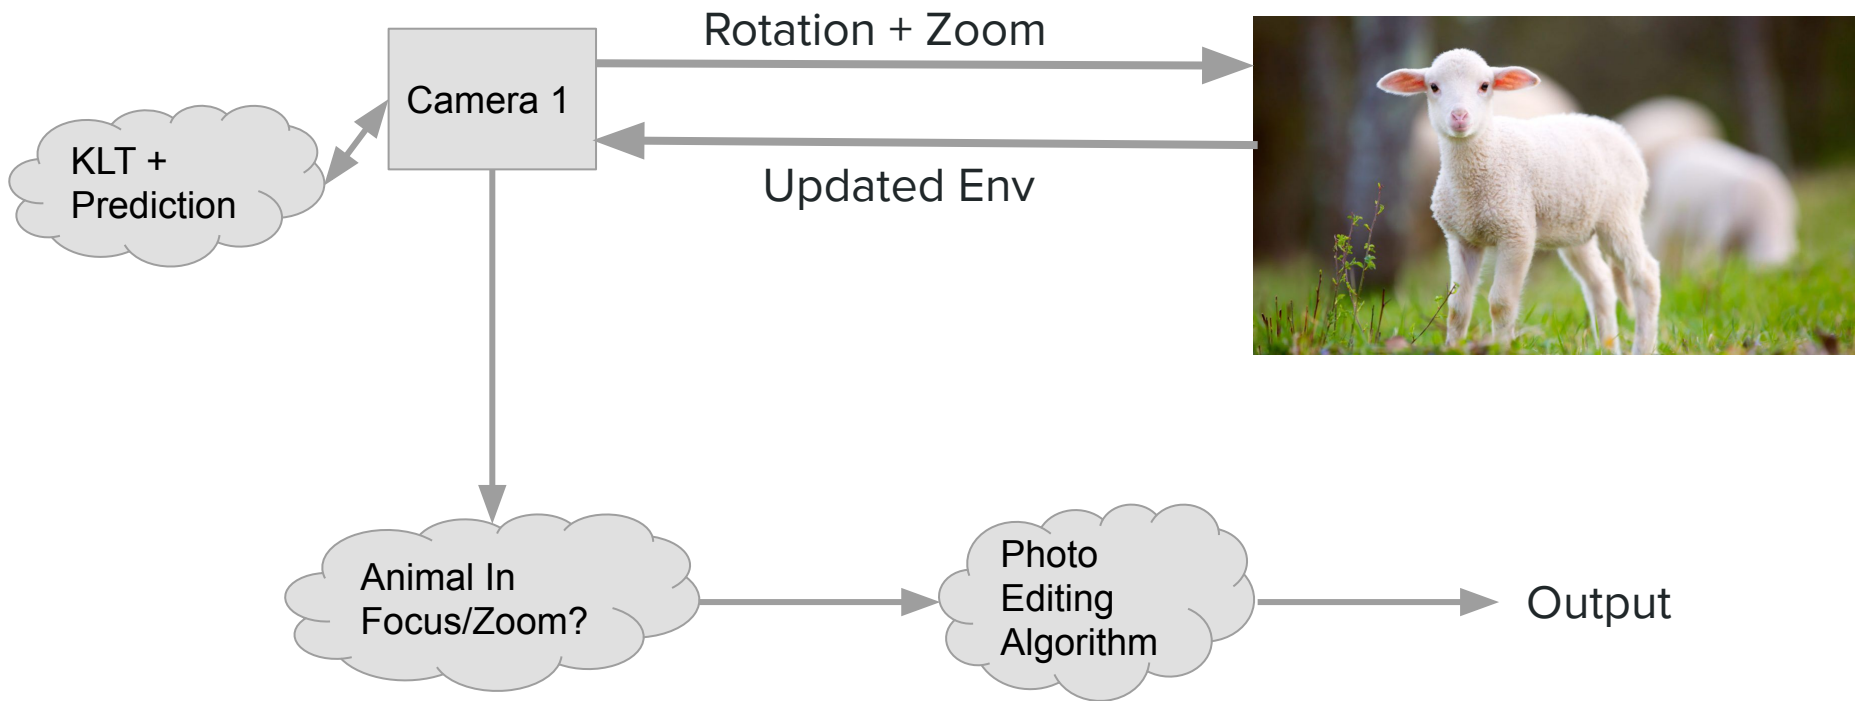 Rotation + Zoom
Camera 1
KLT +
Prediction
Updated Env
Animal In
Focus/Zoom?
Photo
Editing
Algorithm
Output